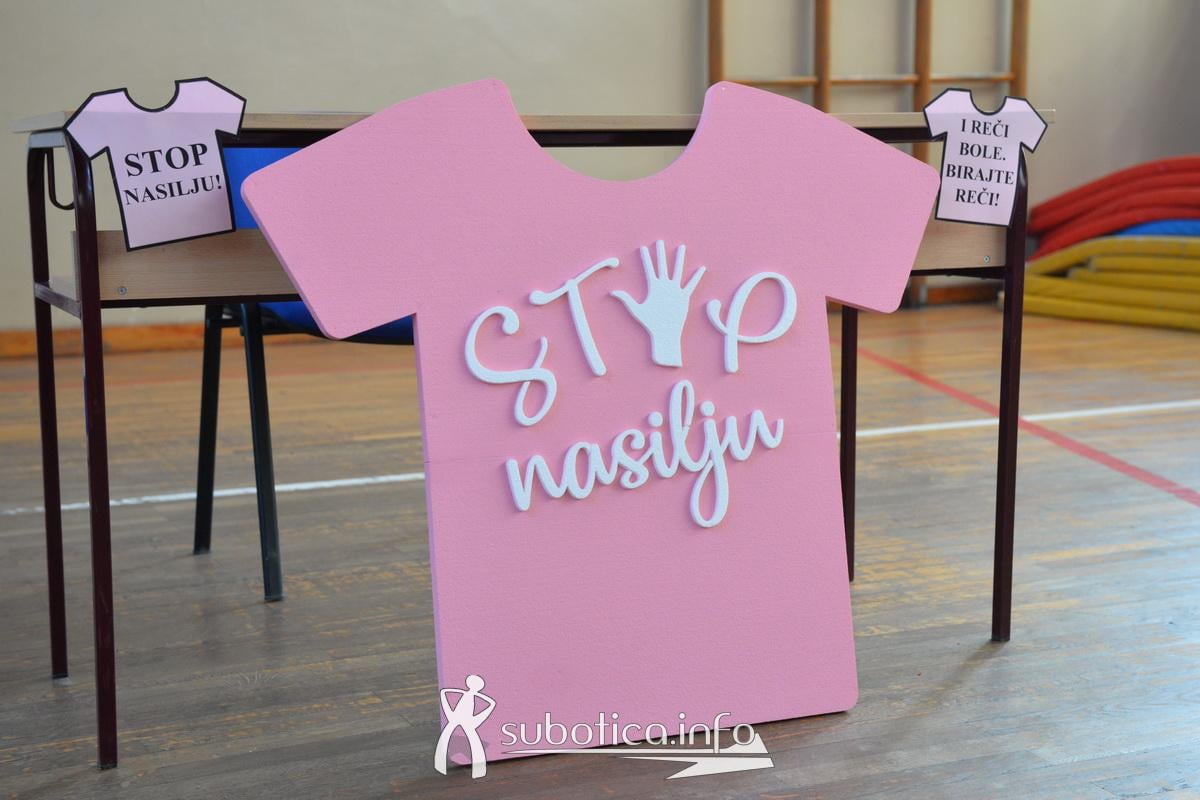 STOP
NASILJU!
I REČI
BOLE.
BIRAJTE
REČI!
STOP
nasilju
subotica.info